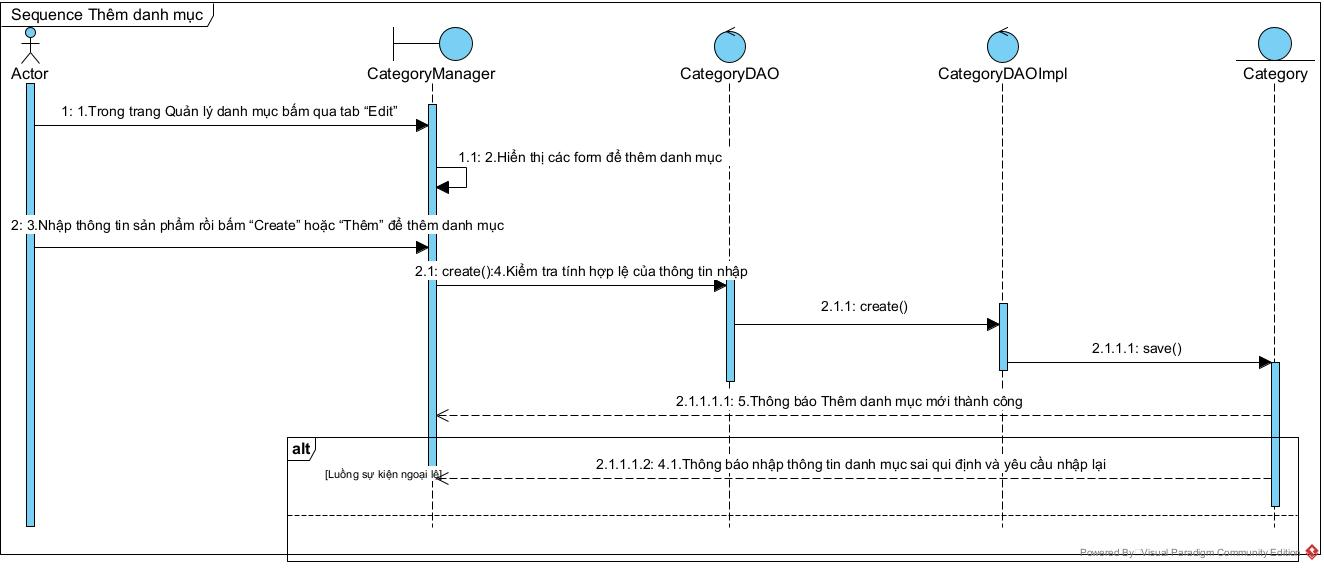 Sequence Thêm danh mục
Actor
CategoryManager
CategoryDAO
CategoryDAOImpl
Category
1: 1.Trong trang Quản lý danh mục bấm qua tab “Edit”
1.1: 2.Hiển thị các form để thêm danh mục
2: 3.Nhập thông tin sản phẩm rồi bấm “Create” hoặc “Thêm” để thêm danh mục
2.1: create():4.Kiểm tra tính hợp lệ của thông tin nhập
2.1.1: create()
2.1.1.1: save()
2.1.1.1.1: 5.Thông báo Thêm danh mục mới thành công
alt
[Luồng sự kiện ngoại lệ]
2.1.1.1.2: 4.1.Thông báo nhập thông tin danh mục sai qui định và yêu cầu nhập lại
Powered By: Visual Paradigm Community Edition